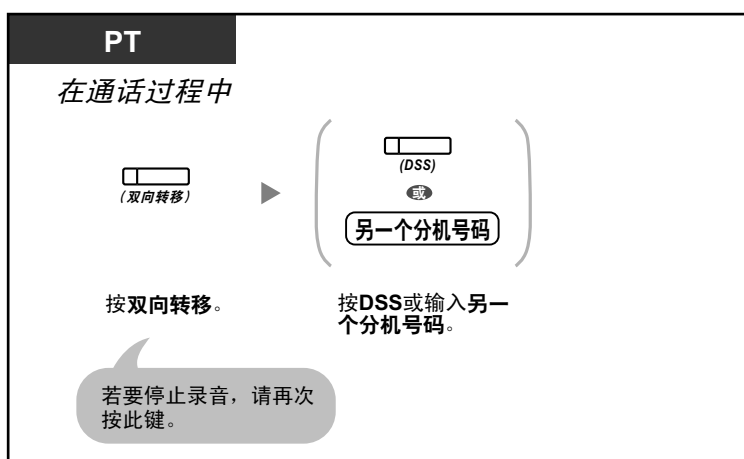 PT
在通话过程中
(DSS)
(双向转移)
或
另一个分机号码
按双向转移。
按DSS或输入另一
个分机号码。
若要停止录音，请再次
按此键。